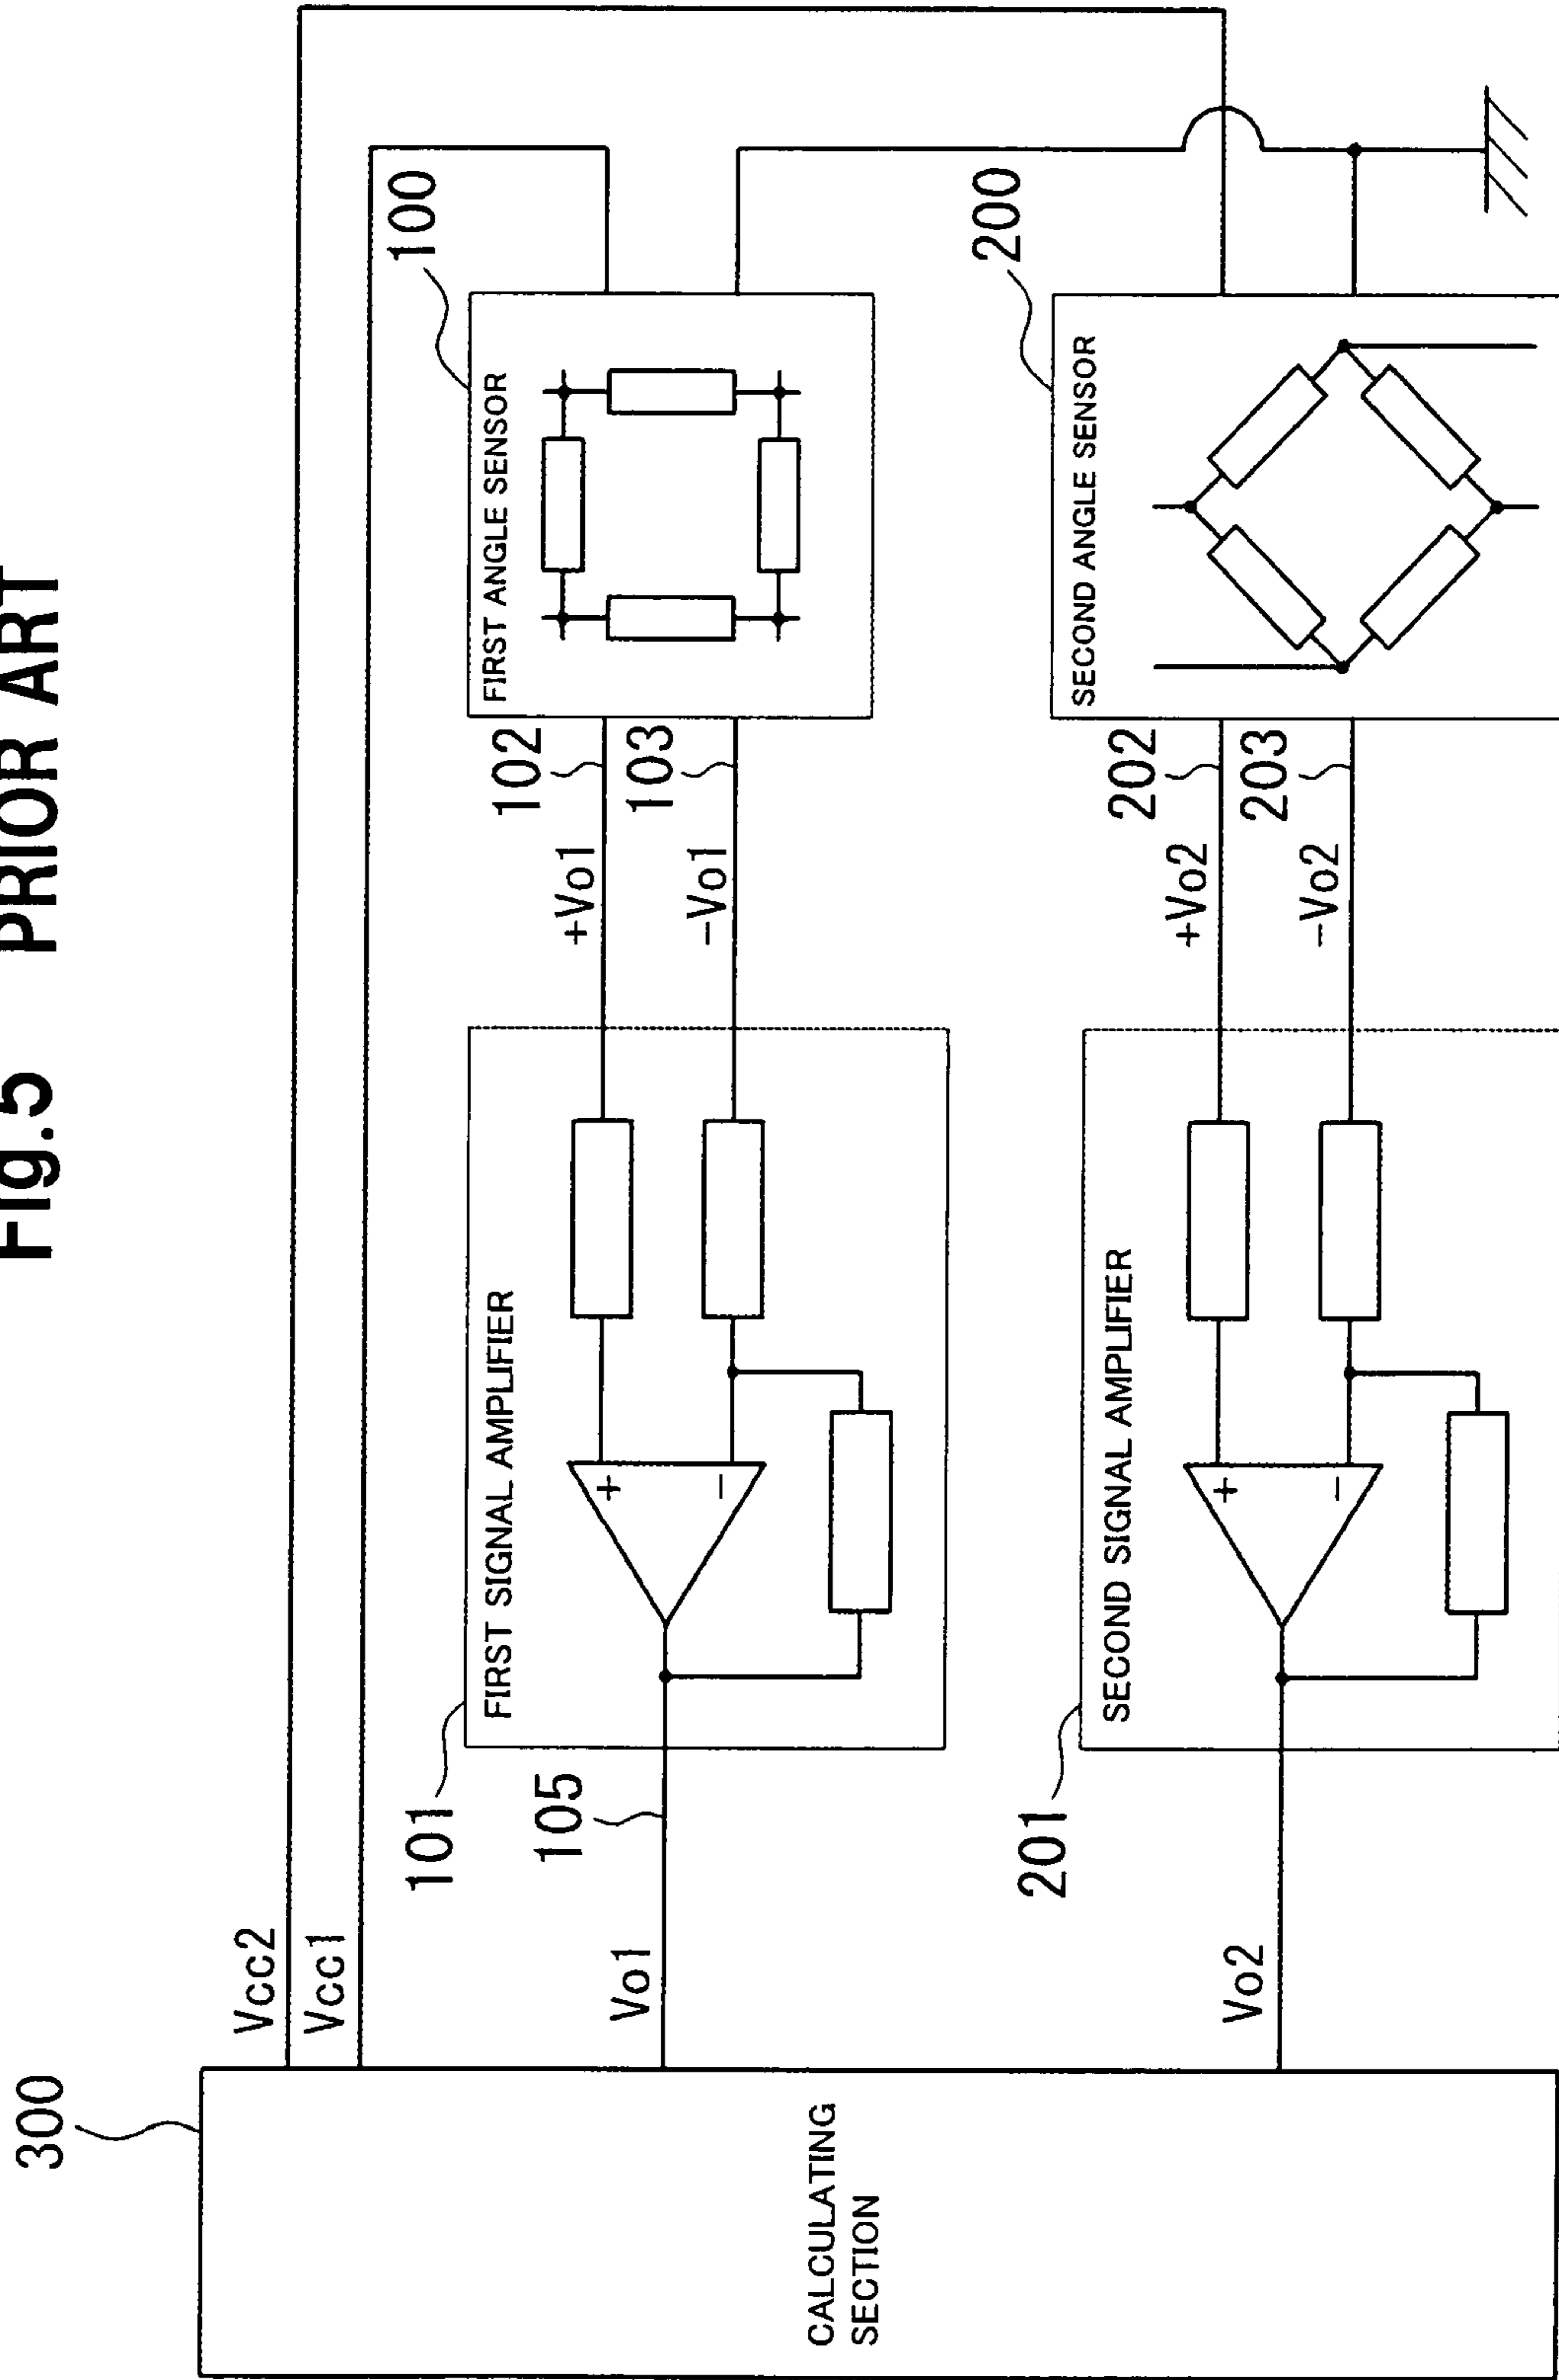 Fig.5 PRIOR ART
300
Vcc2
Vcc1
101
FIRST SIGNAL AMPLIFIER
+
−
105
Vo1
+Vo1
−Vo1
102
103
100
FIRST ANGLE SENSOR
201
SECOND SIGNAL AMPLIFIER
+
−
Vo2
+Vo2
−Vo2
202
203
200
SECOND ANGLE SENSOR
CALCULATING
SECTION